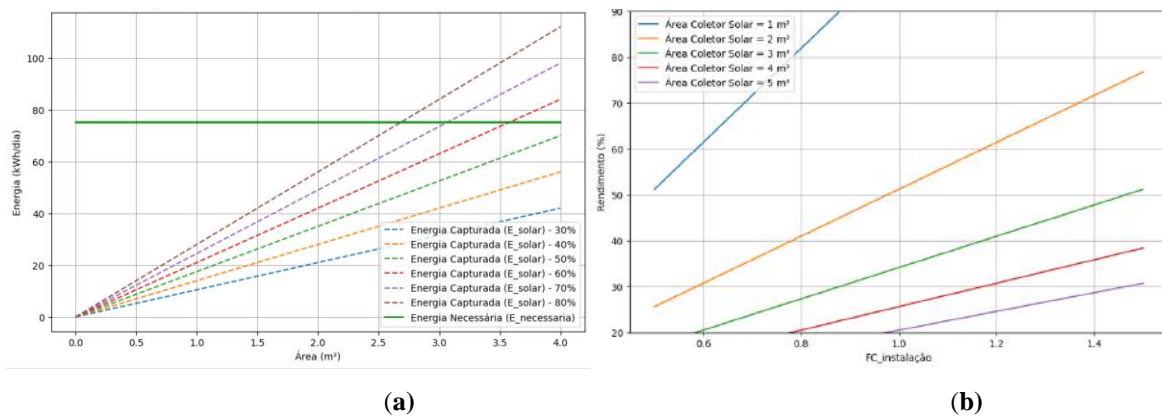 Energia (kWh/dia)
100
80
60
40
20
0
Energia Capturada (E_solar) - 30%
Energia Capturada (E_solar) - 40%
Energia Capturada (E_solar) - 50%
Energia Capturada (E_solar) - 60%
Energia Capturada (E_solar) - 70%
Energia Capturada (E_solar) - 80%
Energia Necessária (E_necessaria)
0.0 0.5 1.0 1.5 2.0 2.5 3.0 3.5 4.0
Área (m²)
(a)
Rendimento (%)
90
80
70
60
50
40
30
20
Área Coletor Solar = 1 m²
Área Coletor Solar = 2 m²
Área Coletor Solar = 3 m²
Área Coletor Solar = 4 m²
Área Coletor Solar = 5 m²
0.6 0.8 1.0 1.2 1.4
FC_instalação
(b)